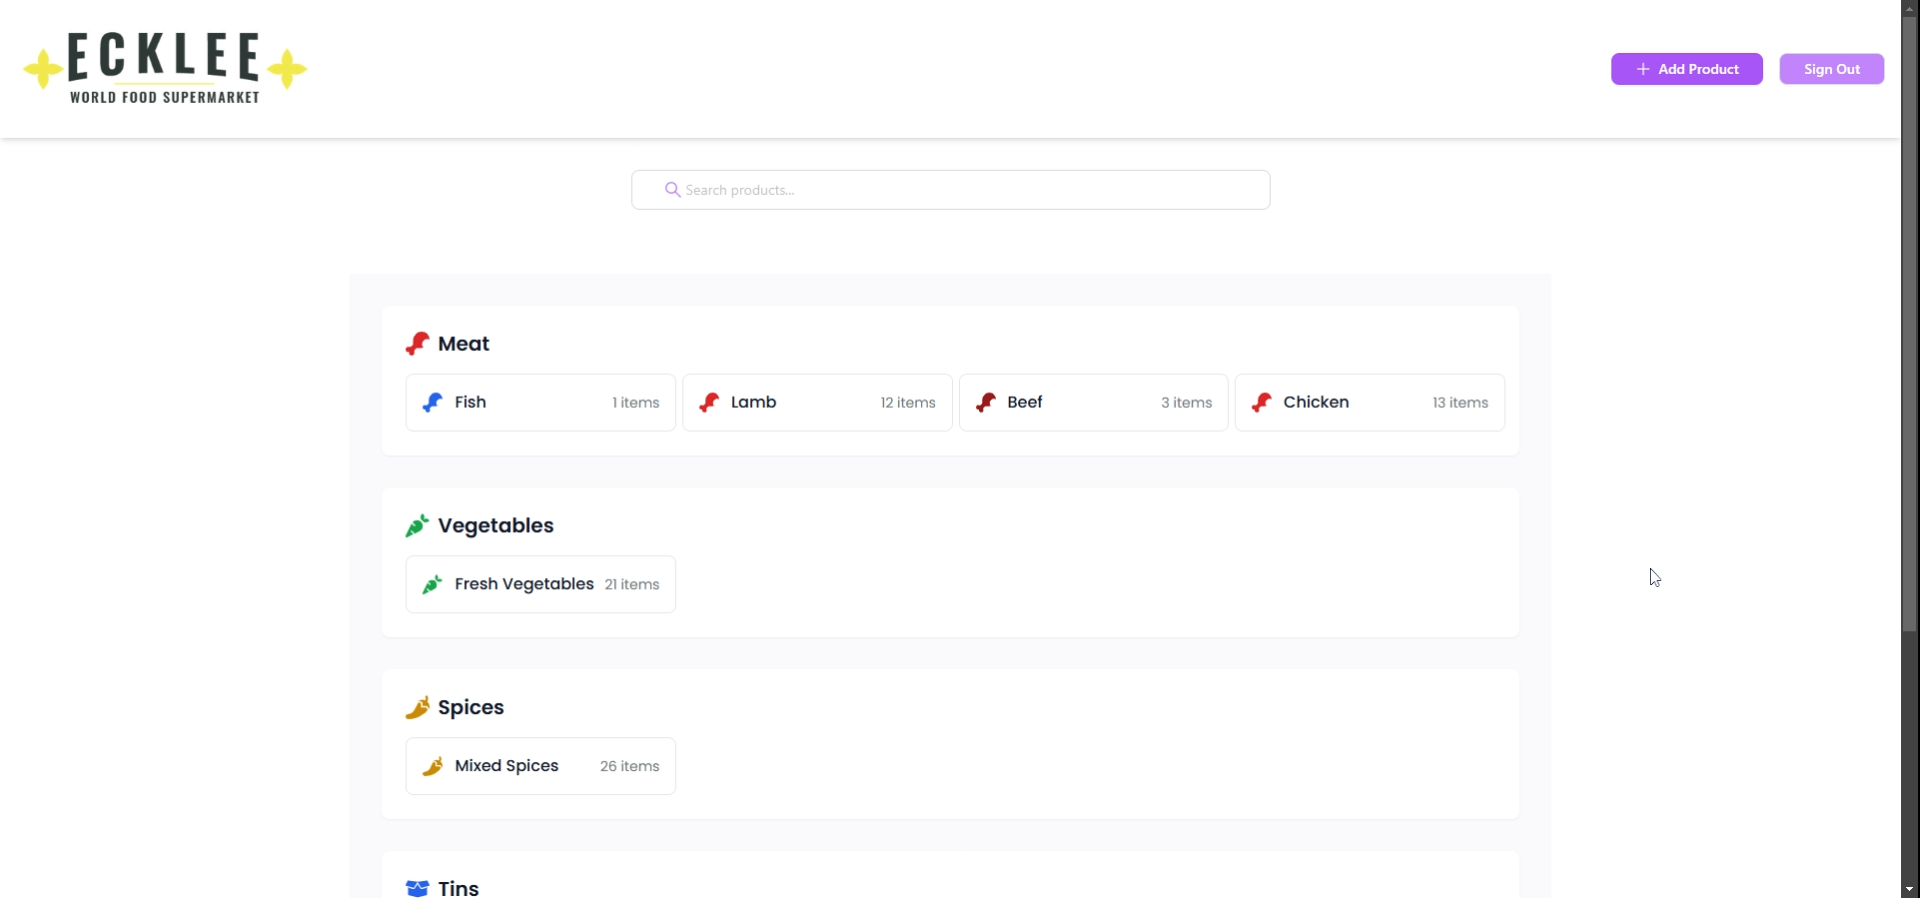 ECKLEE
WORLD FOOD SUPERMARKET
Add Product
Sign Out
Search products...
Meat
Fish 1 items
Lamb 12 items
Beef 3 items
Chicken 13 items
Vegetables
Fresh Vegetables 21 items
Spices
Mixed Spices 26 items
Tins